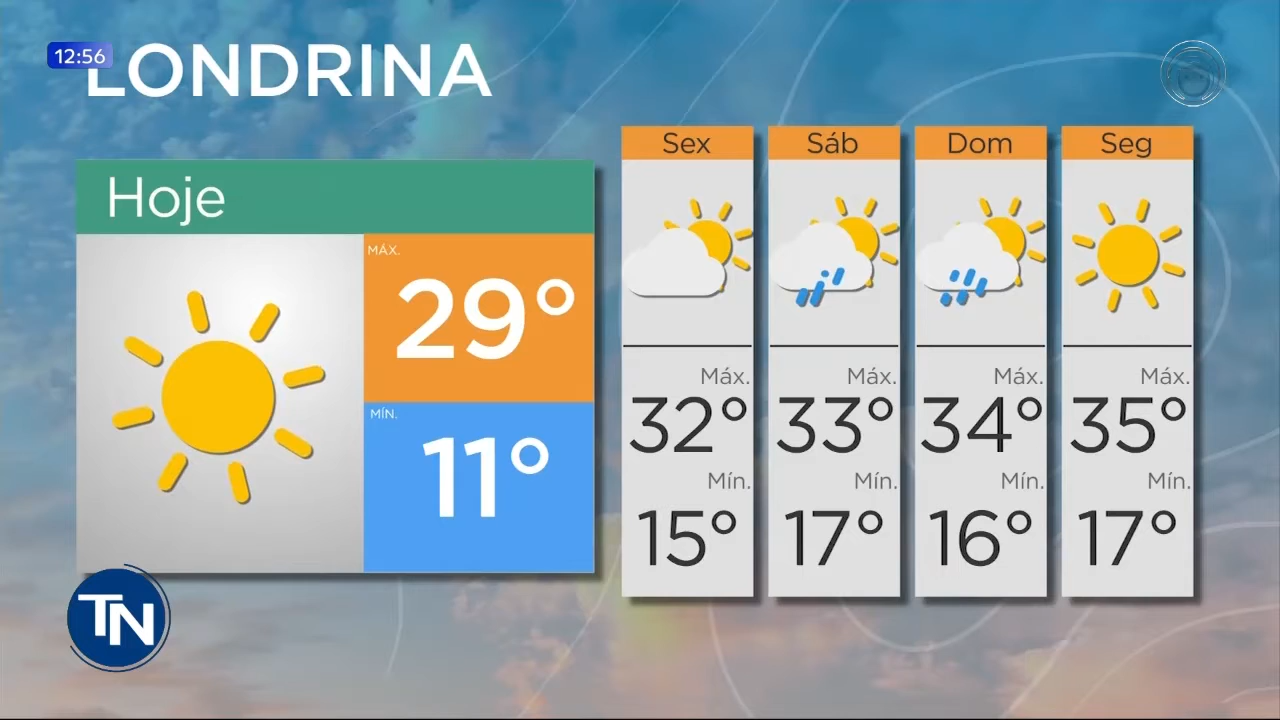 12:56
LONDRINA
Hoje
MÁX.
29°
MÍN.
11°
Sex
Máx.
32°
Mín.
15°
Sáb
Máx.
33°
Mín.
17°
Dom
Máx.
34°
Mín.
16°
Seg
Máx.
35°
Mín.
17°
TN